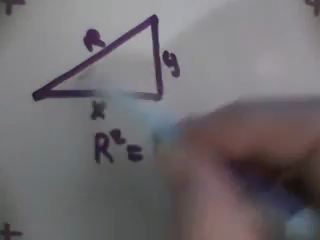 R
y
x
R² =